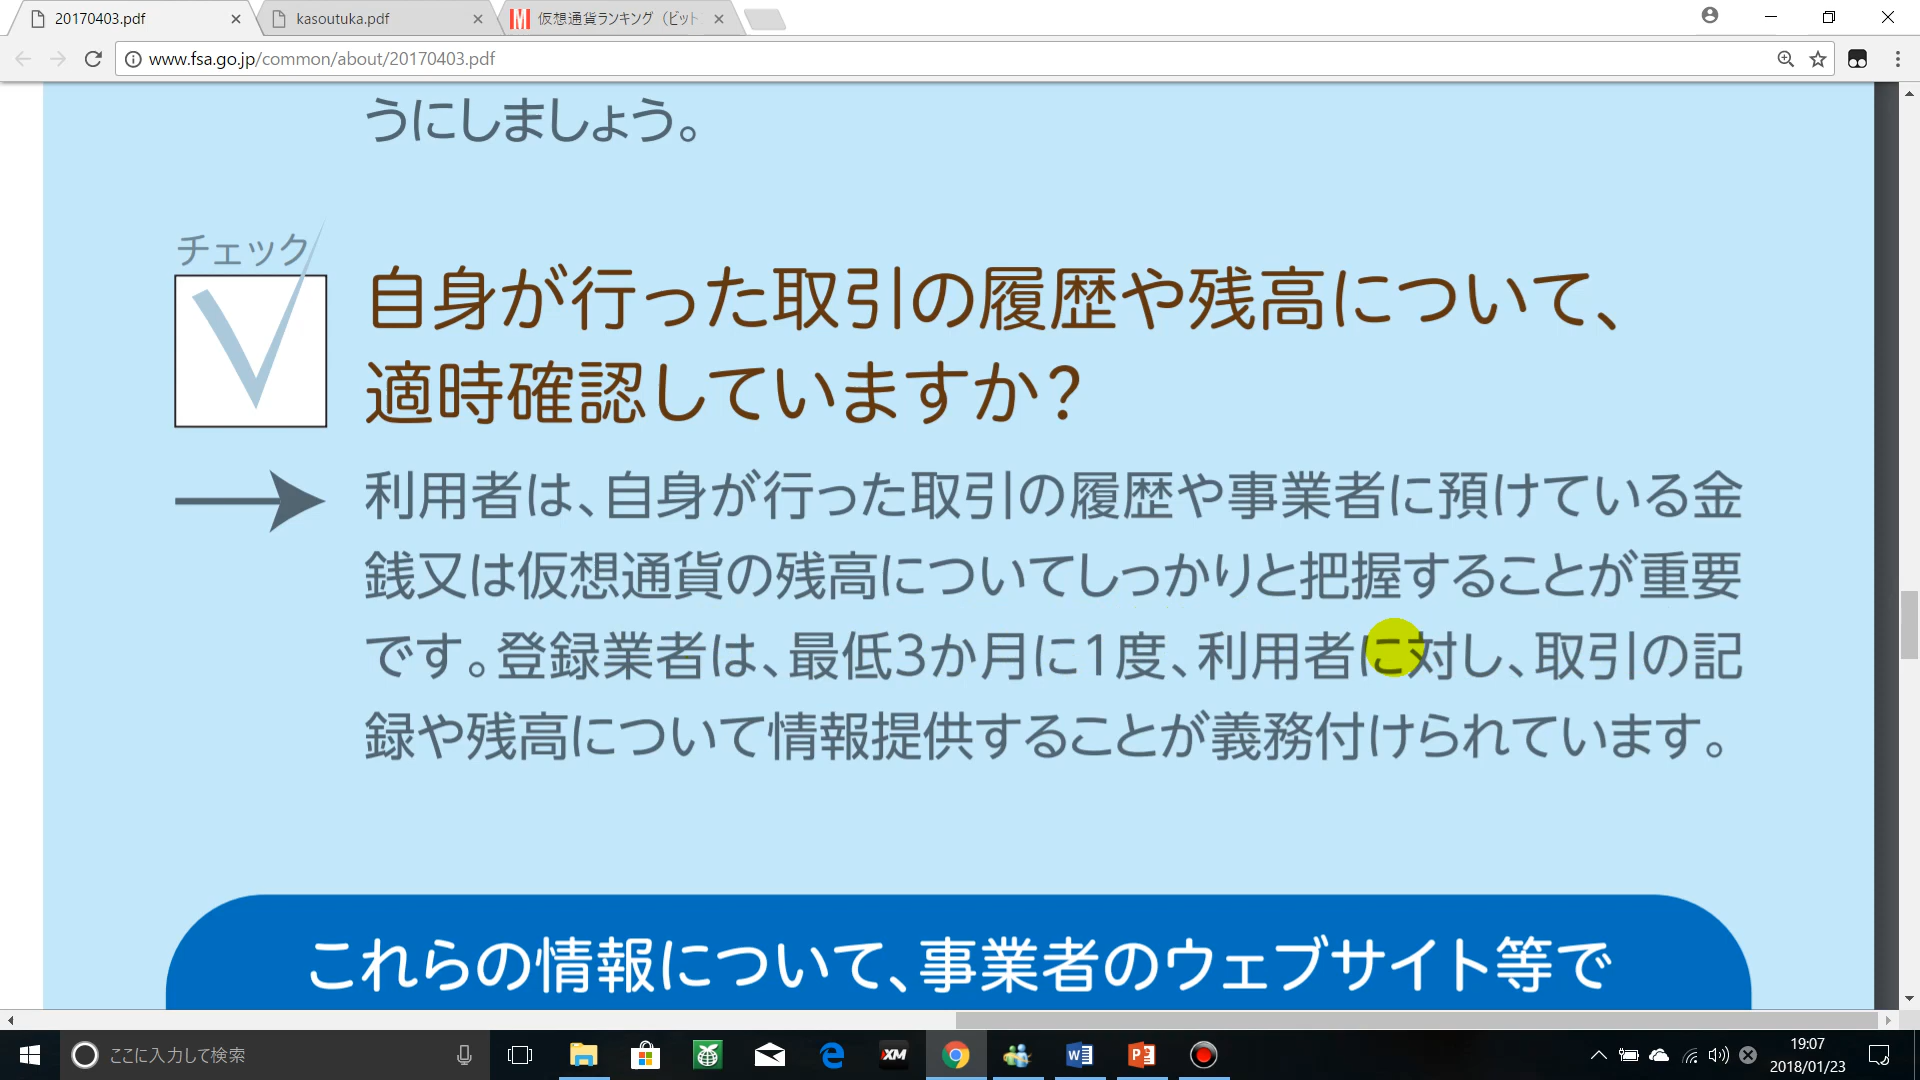 20170403.pdf
kasoutuka.pdf
仮想通貨ランキング（ビット
www.fsa.go.jp/common/about/20170403.pdf
うにしましょう。
チェック
自身が行った取引の履歴や残高について、
適時確認していますか？
利用者は、自身が行った取引の履歴や事業者に預けている金
銭又は仮想通貨の残高についてしっかりと把握することが重要
です。登録業者は、最低3か月に1度、利用者に対し、取引の記
録や残高について情報提供することが義務付けられています。
これらの情報について、事業者のウェブサイト等で
ここに入力して検索
XM
19:07
2018/01/23